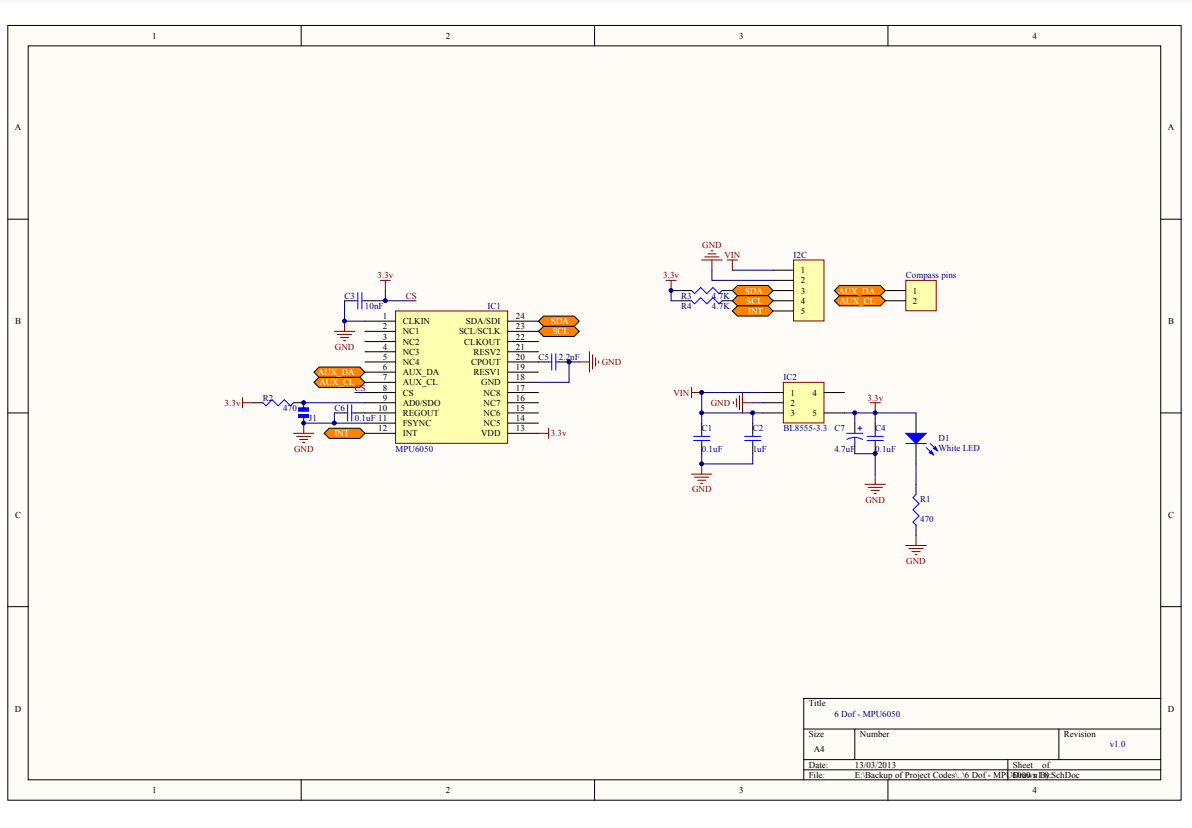 1 2 3 4
A A
GND
VIN I2C
3.3v
Compass pins
1
2
R3 4.7K SDA 3
R4 4.7K SCL 4
INT 5
AUX_DA 1
AUX_CL 2
B B
3.3v
C3 CS
10nF
GND
IC1
1 CLKIN SDA/SDI 24 SDA
2 NC1 SCL/SCLK 23 SCL
3 NC2 CLKOUT 22
4 NC3 RESV2 21
5 NC4 CPOUT 20 C5 2.2nF GND
AUX_DA 6 AUX_DA RESV1 19
AUX_CL 7 AUX_CL GND 18
CS 8 CS NC8 17
3.3v R2 470 9 AD0/SDO NC7 16
J1 C6 10 REGOUT NC6 15
0.1uF 11 FSYNC NC5 14
INT 12 INT VDD 13 3.3v
GND
MPU6050
IC2
VIN 1 4
GND 2
3 5
3.3v
BL8555-3.3
C1 C2 C7 + C4
0.1uF 1uF 4.7uF 0.1uF
D1
White LED
GND GND
R1
470
GND
C C
D D
Title
6 Dof - MPU6050
Size Number Revision
A4 v1.0
Date: 13/03/2013 Sheet of
File: E:\Backup of Project Codes\..\6 Dof - MPU6000 v1.0.SchDoc
1 2 3 4